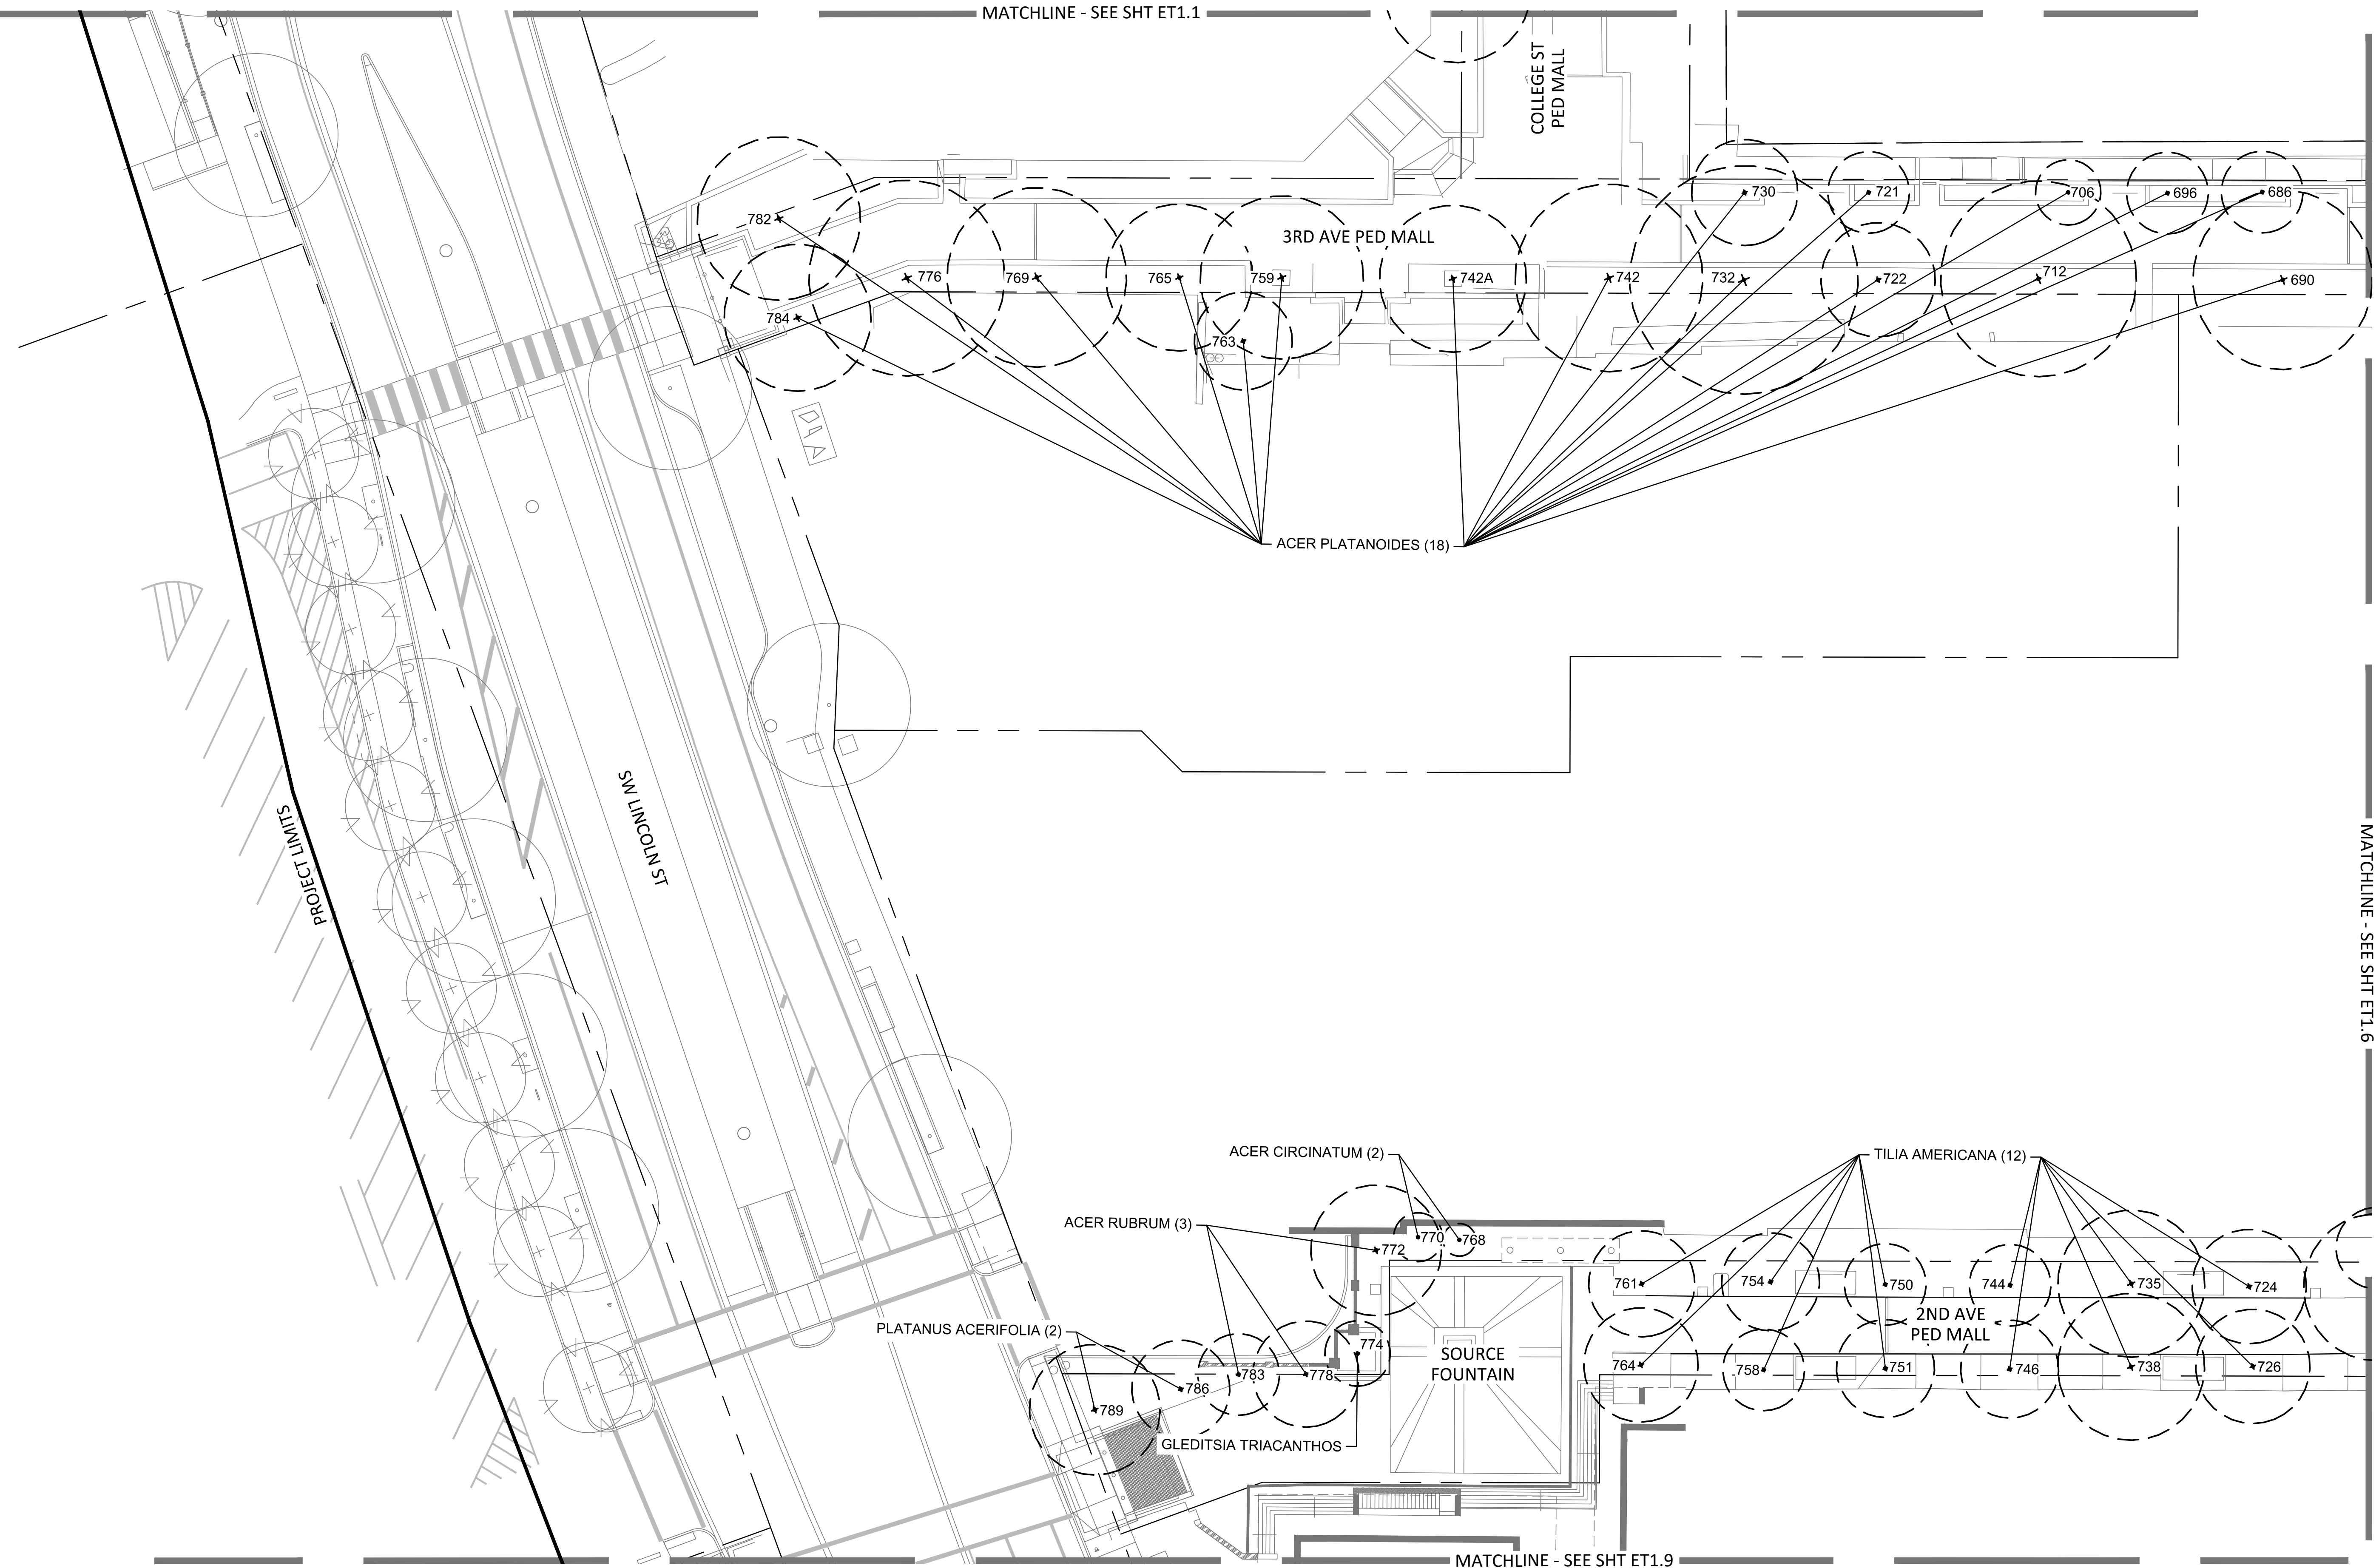 MATCHLINE - SEE SHT ET1.1
COLLEGE ST
PED MALL
782
784
776
769
765
763
759
3RD AVE PED MALL
742A
742
730
732
721
722
706
712
696
686
690
ADA
ACER PLATANOIDES (18)
PROJECT LIMITS
SW LINCOLN ST
MATCHLINE - SEE SHT ET1.6
ACER CIRCINATUM (2)
TILIA AMERICANA (12)
ACER RUBRUM (3)
770
768
772
PLATANUS ACERIFOLIA (2)
761
754
750
744
735
724
2ND AVE
PED MALL
774
SOURCE
FOUNTAIN
764
758
751
746
738
726
783
778
786
789
GLEDITSIA TRIACANTHOS
MATCHLINE - SEE SHT ET1.9